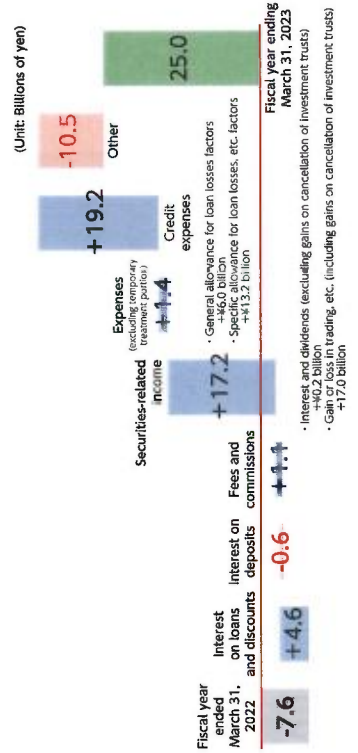 (Unit: Billions of yen)
Fiscal year
ended
March 31,
2022
-7.6
Interest
on loans
and discounts
+4.6
Interest on
deposits
-0.6
Fees and
commissions
+1.1
Securities-related
income
+17.2
· Interest and dividends (excluding gains on cancellation of investment trusts)
+¥0.2 billion
· Gain or loss in trading, etc. (including gains on cancellation of investment trusts)
+17.0 billion
Expenses
(excluding temporary
treatment portion)
+1.4
Credit
expenses
+19.2
· General allowance for loan losses factors
+¥6.0 billion
· Specific allowance for loan losses, etc. factors
+¥13.2 billion
Other
-10.5
25.0
Fiscal year ending
March 31, 2023